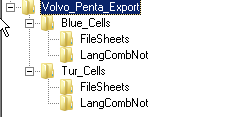 Volvo_Penta_Export
Blue_Cells
FileSheets
LangCombNot
Tur_Cells
FileSheets
LangCombNot